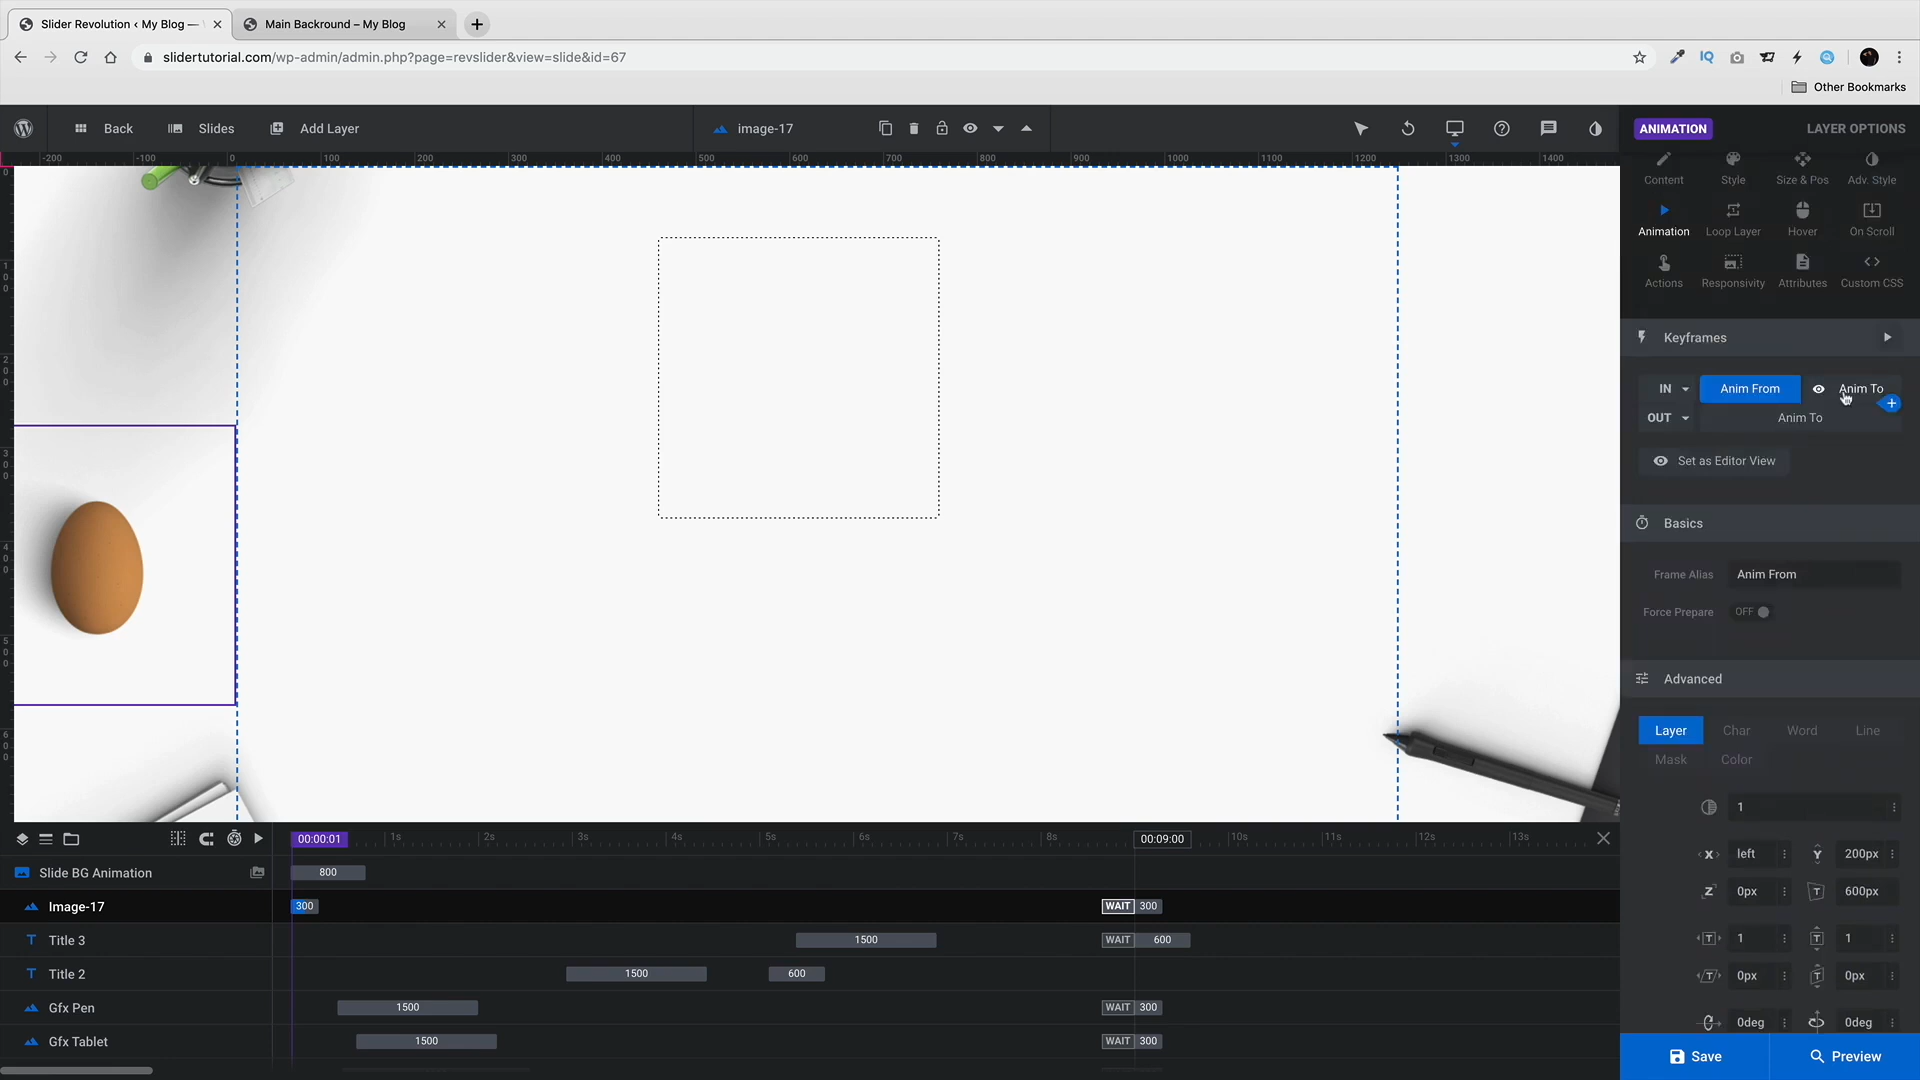 Slider Revolution ‹ My Blog —
Main Backround – My Blog
slidertutorial.com/wp-admin/admin.php?page=revslider&view=slide&id=67
IQ
Other Bookmarks
Back
Slides
Add Layer
image-17
ANIMATION
LAYER OPTIONS
-200 -100 0 100 200 300 400 500 600 700 800 900 1000 1100 1200 1300 1400
Content
Style
Size & Pos
Adv. Style
Animation
Loop Layer
Hover
On Scroll
Actions
Responsivity
Attributes
Custom CSS
Keyframes
IN
Anim From
Anim To
OUT
Anim To
Set as Editor View
Basics
Frame Alias
Anim From
Force Prepare
OFF
Advanced
Layer
Char
Word
Line
Mask
Color
1
X left
Y 200px
Z 0px
T 600px
T 1
T 1
T 0px
T 0px
0deg
0deg
Save
Preview
0
100
200
300
400
500
600
00:00:01
1s 2s 3s 4s 5s 6s 7s 8s
00:09:00
10s 11s 12s 13s
Slide BG Animation
800
Image-17
300
WAIT 300
T Title 3
1500
WAIT 600
T Title 2
1500
600
Gfx Pen
1500
WAIT 300
Gfx Tablet
1500
WAIT 300